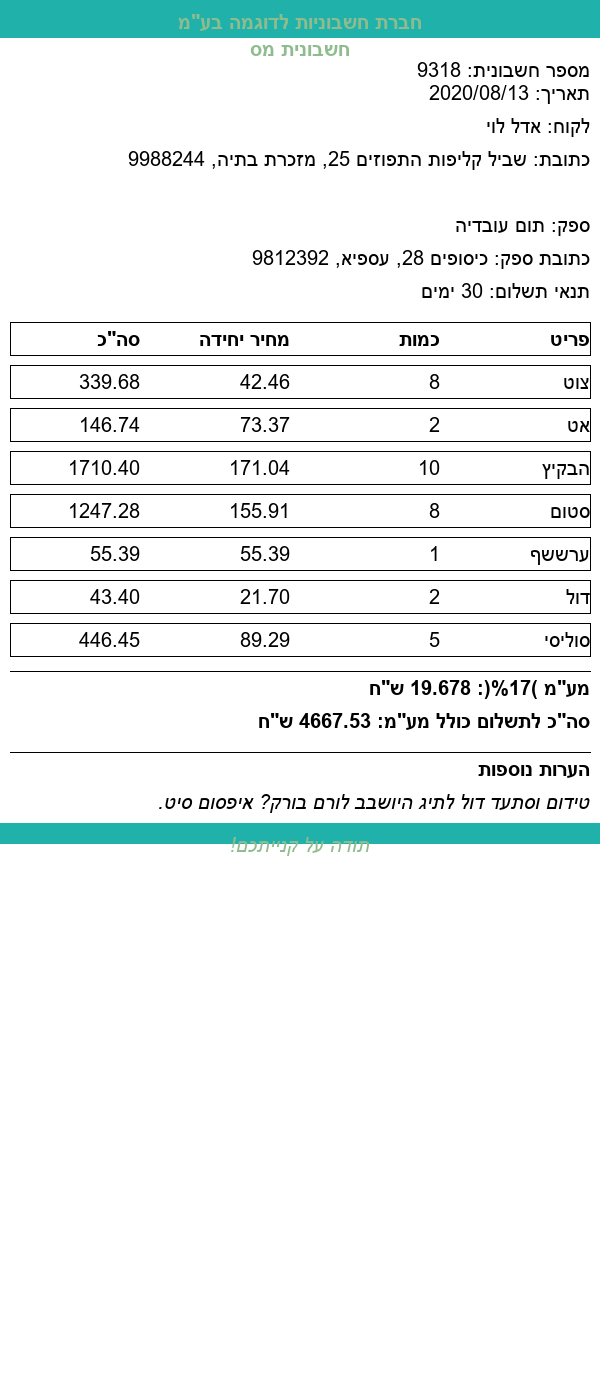 חברת חשבוניות לדוגמה בע"מ
חשבונית מס
מספר חשבונית: 9318
תאריך: 2020/08/13
לקוח: אדל לוי
כתובת: שביל קליפות התפוזים 25, מזכרת בתיה, 9988244
ספק: תום עובדיה
כתובת ספק: כיסופים 28, עספיא, 9812392
תנאי תשלום: 30 ימים
פריט כמות מחיר יחידה סה"כ
צוט 8 42.46 339.68
אט 2 73.37 146.74
הבקיץ 10 171.04 1710.40
סטום 8 155.91 1247.28
ערששף 1 55.39 55.39
דול 2 21.70 43.40
סוליסי 5 89.29 446.45
מע"מ )17%(: 19.678 ש"ח
סה"כ לתשלום כולל מע"מ: 4667.53 ש"ח
הערות נוספות
טידום וסתעד דול לתיג היושבב לורם בורק? איפסום סיט.
תודה על קנייתכם!